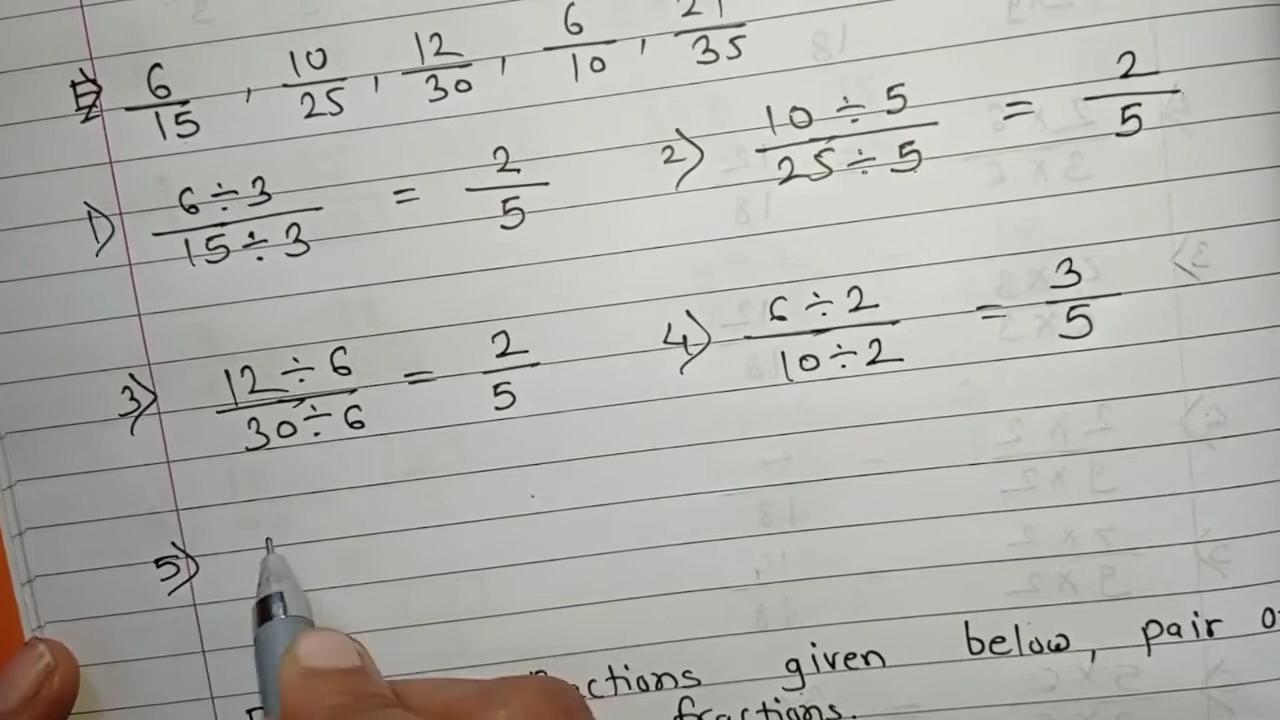 6/15 , 10/25 , 12/30 , 6/10 , 21/35
1) 6÷3/15÷3 = 2/5 2) 10÷5/25÷5 = 2/5
3) 12÷6/30÷6 = 2/5 4) 6÷2/10÷2 = 3/5
5)
given below, pair
fractions.